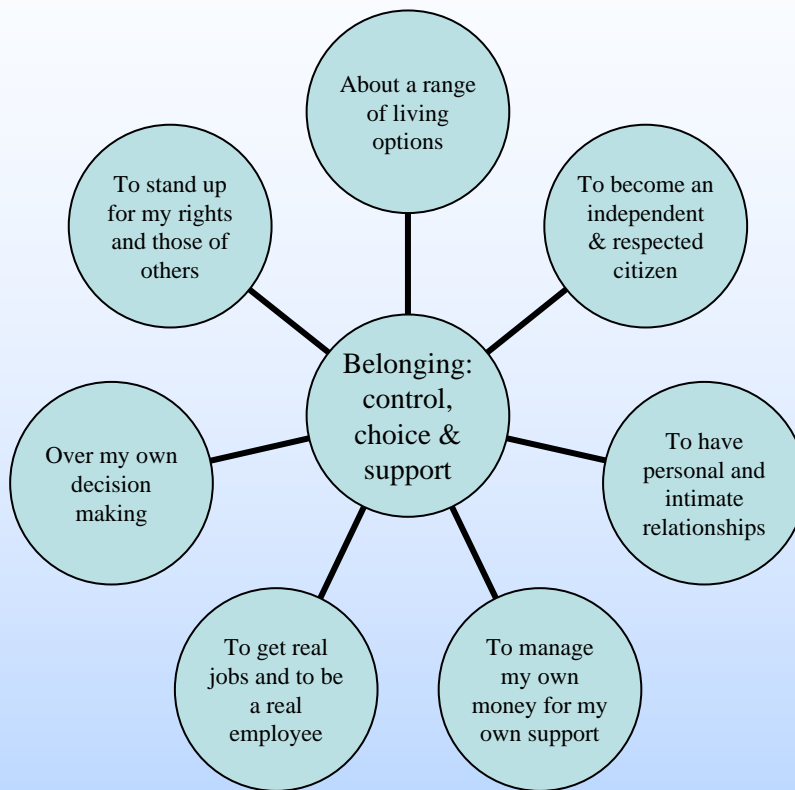 About a range
of living
options
To become an
independent
& respected
citizen
To have
personal and
intimate
relationships
To manage
my own
money for my
own support
To get real
jobs and to be
a real
employee
Over my own
decision
making
To stand up
for my rights
and those of
others
Belonging:
control,
choice &
support